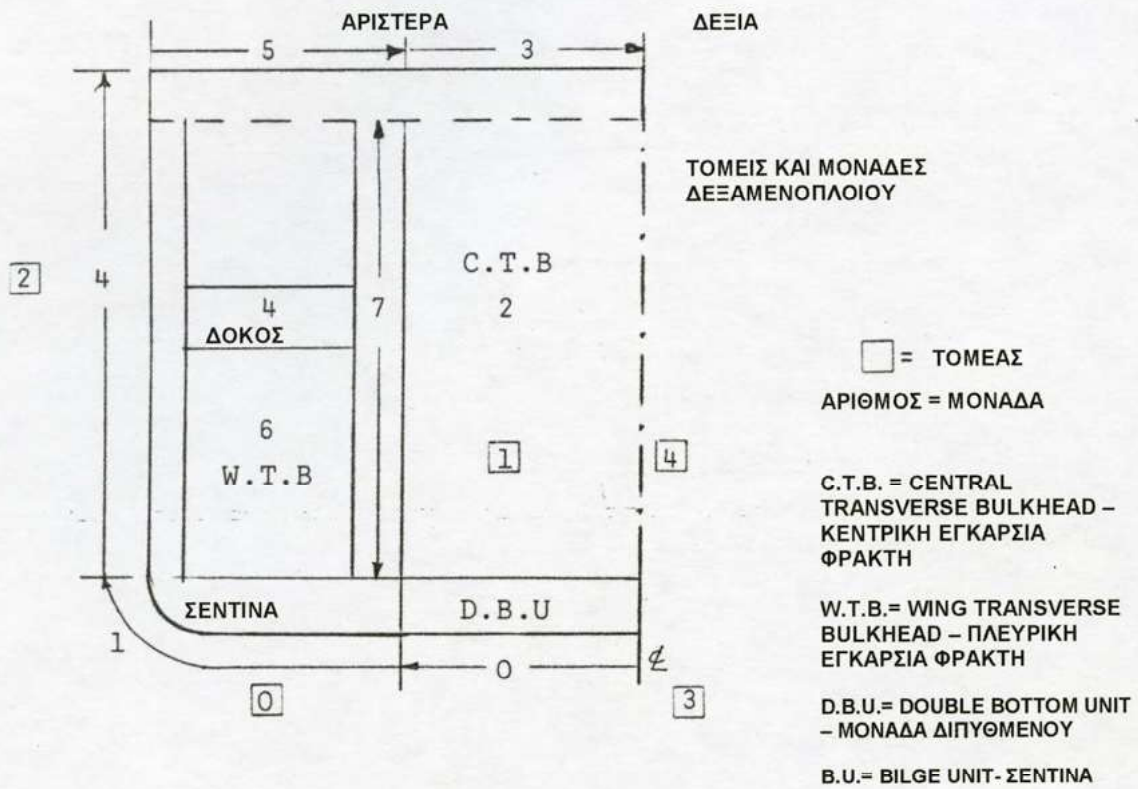 ΑΡΙΣΤΕΡΑ ΔΕΞΙΑ
5 3
ΤΟΜΕΙΣ ΚΑΙ ΜΟΝΑΔΕΣ
ΔΕΞΑΜΕΝΟΠΛΟΙΟΥ
2 4 4 7
C.T.B
2
ΔΟΚΟΣ
6
W.T.B
1 4
= ΤΟΜΕΑΣ
ΑΡΙΘΜΟΣ = ΜΟΝΑΔΑ
C.T.B. = CENTRAL
TRANSVERSE BULKHEAD –
ΚΕΝΤΡΙΚΗ ΕΓΚΑΡΣΙΑ
ΦΡΑΚΤΗ
ΣΕΝΤΙΝΑ D.B.U
1 0 ℄
0 3
W.T.B.= WING TRANSVERSE
BULKHEAD – ΠΛΕΥΡΙΚΗ
ΕΓΚΑΡΣΙΑ ΦΡΑΚΤΗ
D.B.U.= DOUBLE BOTTOM UNIT
– ΜΟΝΑΔΑ ΔΙΠΥΘΜΕΝΟΥ
B.U.= BILGE UNIT- ΣΕΝΤΙΝΑ